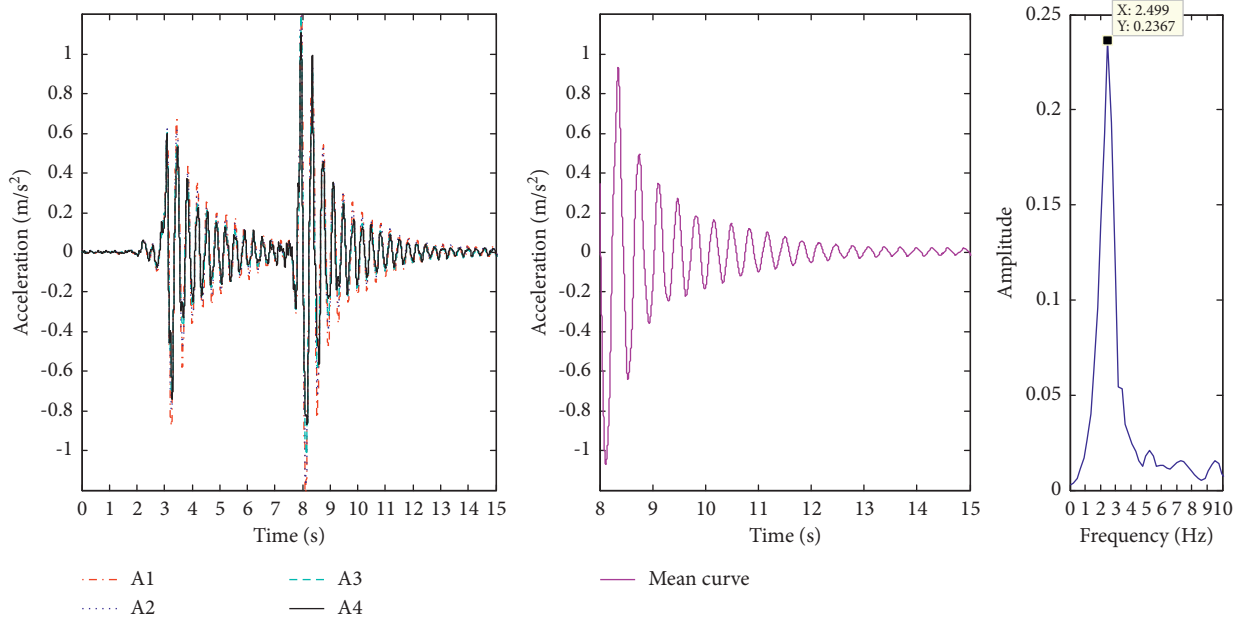 1
0.8
0.6
0.4
0.2
0
-0.2
-0.4
-0.6
-0.8
-1
Acceleration (m/s²)
0 1 2 3 4 5 6 7 8 9 10 11 12 13 14 15
Time (s)
A1
A2
A3
A4
1
0.8
0.6
0.4
0.2
0
-0.2
-0.4
-0.6
-0.8
-1
Acceleration (m/s²)
8 9 10 11 12 13 14 15
Time (s)
Mean curve
X: 2.499
Y: 0.2367
0.25
0.2
0.15
0.1
0.05
0
Amplitude
0 1 2 3 4 5 6 7 8 9 10
Frequency (Hz)